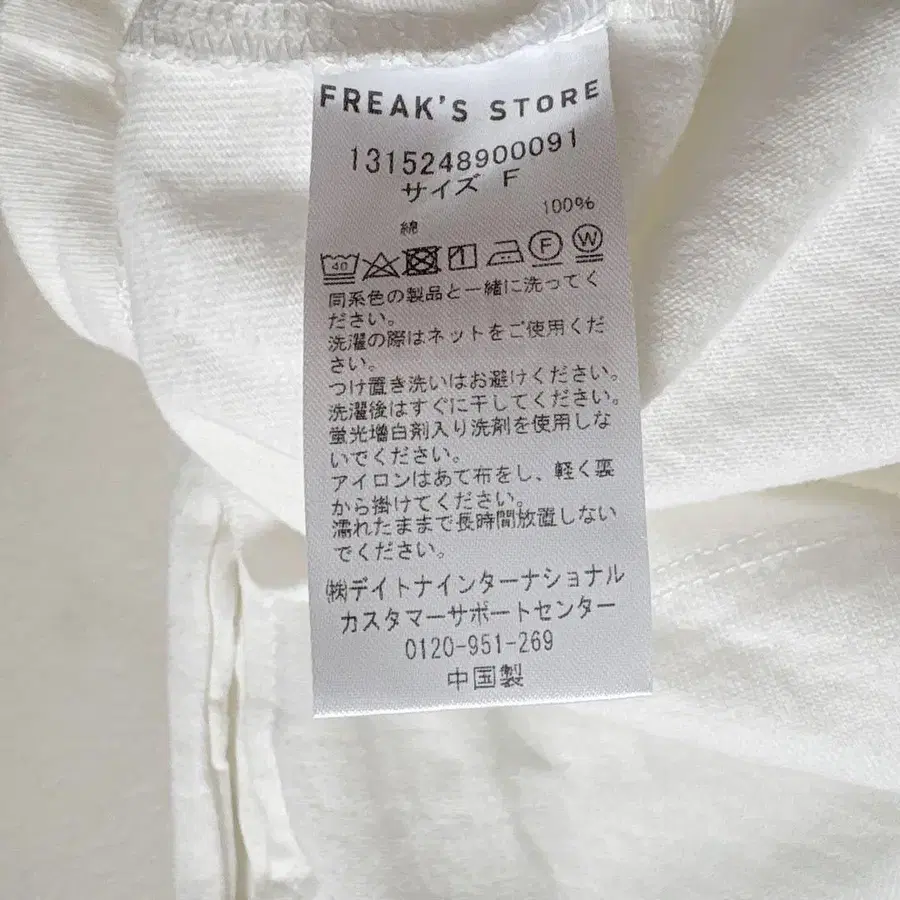 FREAK'S STORE
1315248900091
サイズ F
綿 100%
40 F W
同系色の製品と一緒に洗ってく
ださい。
洗濯の際はネットをご使用くだ
さい。
つけ置き洗いはお避けください。
洗濯後はすぐに干してください。
蛍光増白剤入り洗剤を使用しな
いでください。
アイロンはあて布をし、軽く裏
から掛けてください。
濡れたままで長時間放置しない
でください。
㈱デイトナインターナショナル
カスタマーサポートセンター
0120-951-269
中国製